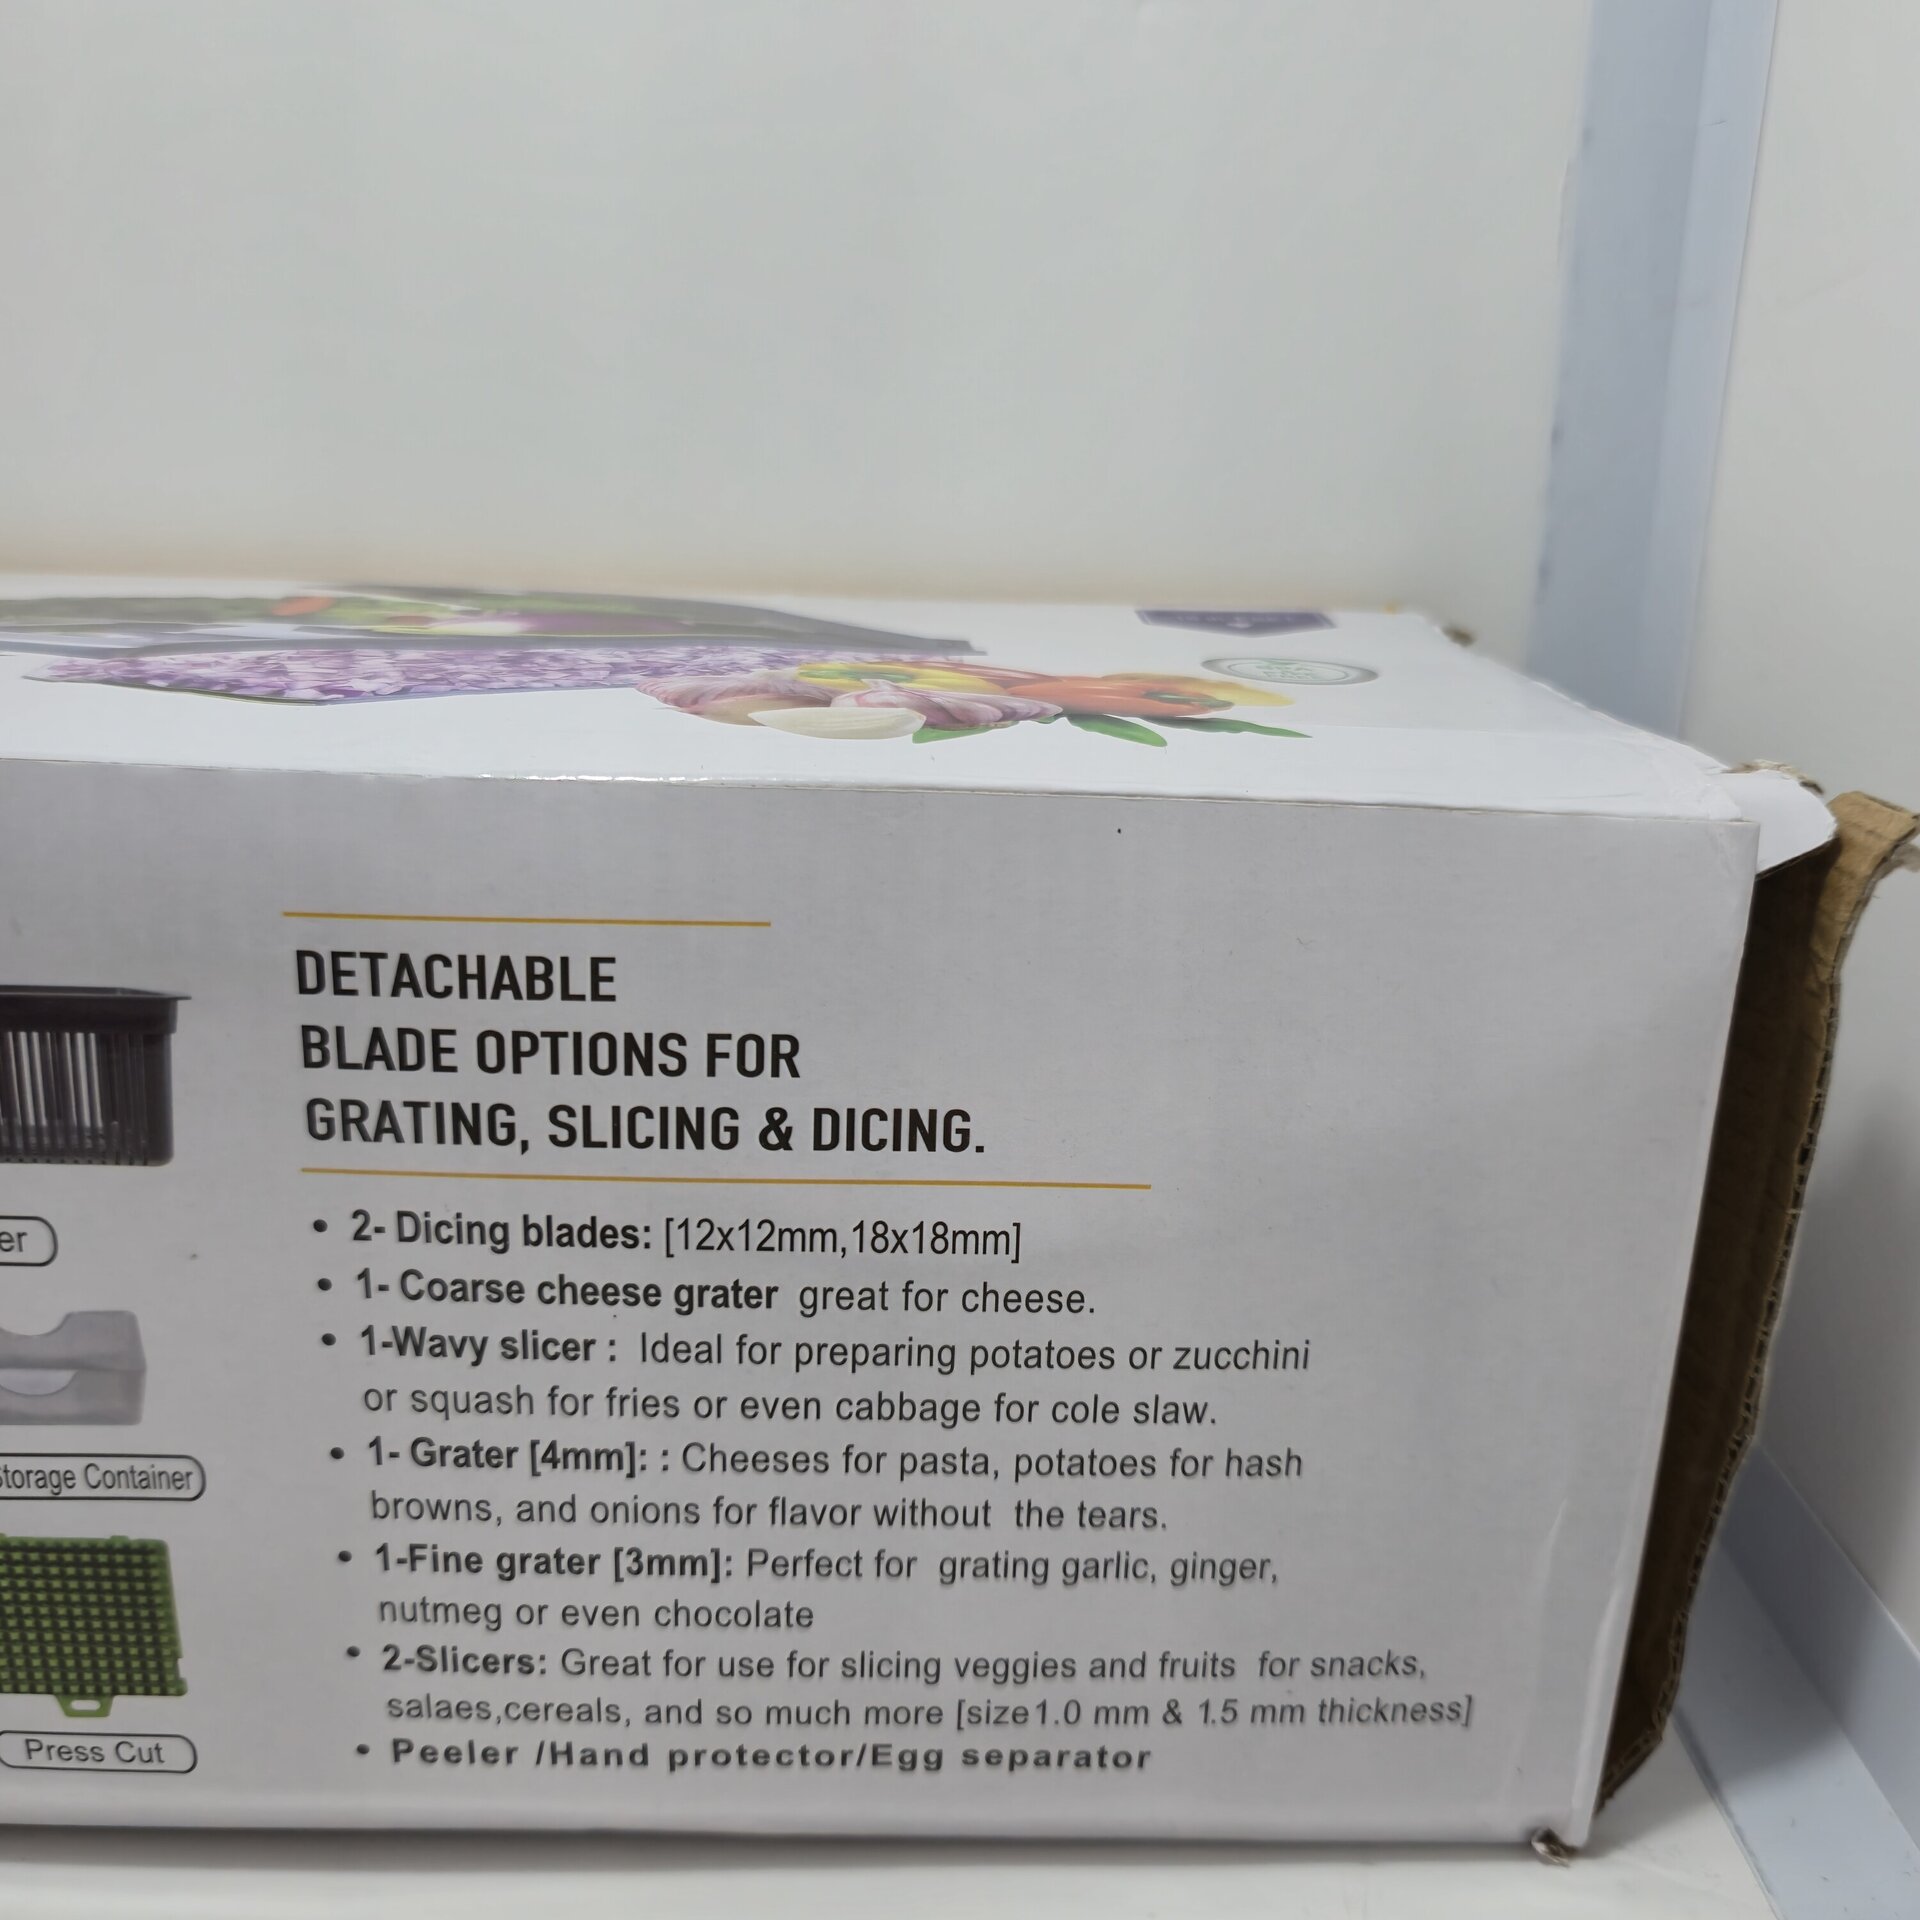 DETACHABLE
BLADE OPTIONS FOR
GRATING, SLICING & DICING.
• 2- Dicing blades: [12x12mm,18x18mm]
• 1- Coarse cheese grater great for cheese.
• 1-Wavy slicer : Ideal for preparing potatoes or zucchini
or squash for fries or even cabbage for cole slaw.
• 1- Grater [4mm]: : Cheeses for pasta, potatoes for hash
browns, and onions for flavor without the tears.
• 1-Fine grater [3mm]: Perfect for grating garlic, ginger,
nutmeg or even chocolate
• 2-Slicers: Great for use for slicing veggies and fruits for snacks,
salaes,cereals, and so much more [size1.0 mm & 1.5 mm thickness]
• Peeler /Hand protector/Egg separator
er
Storage Container
Press Cut